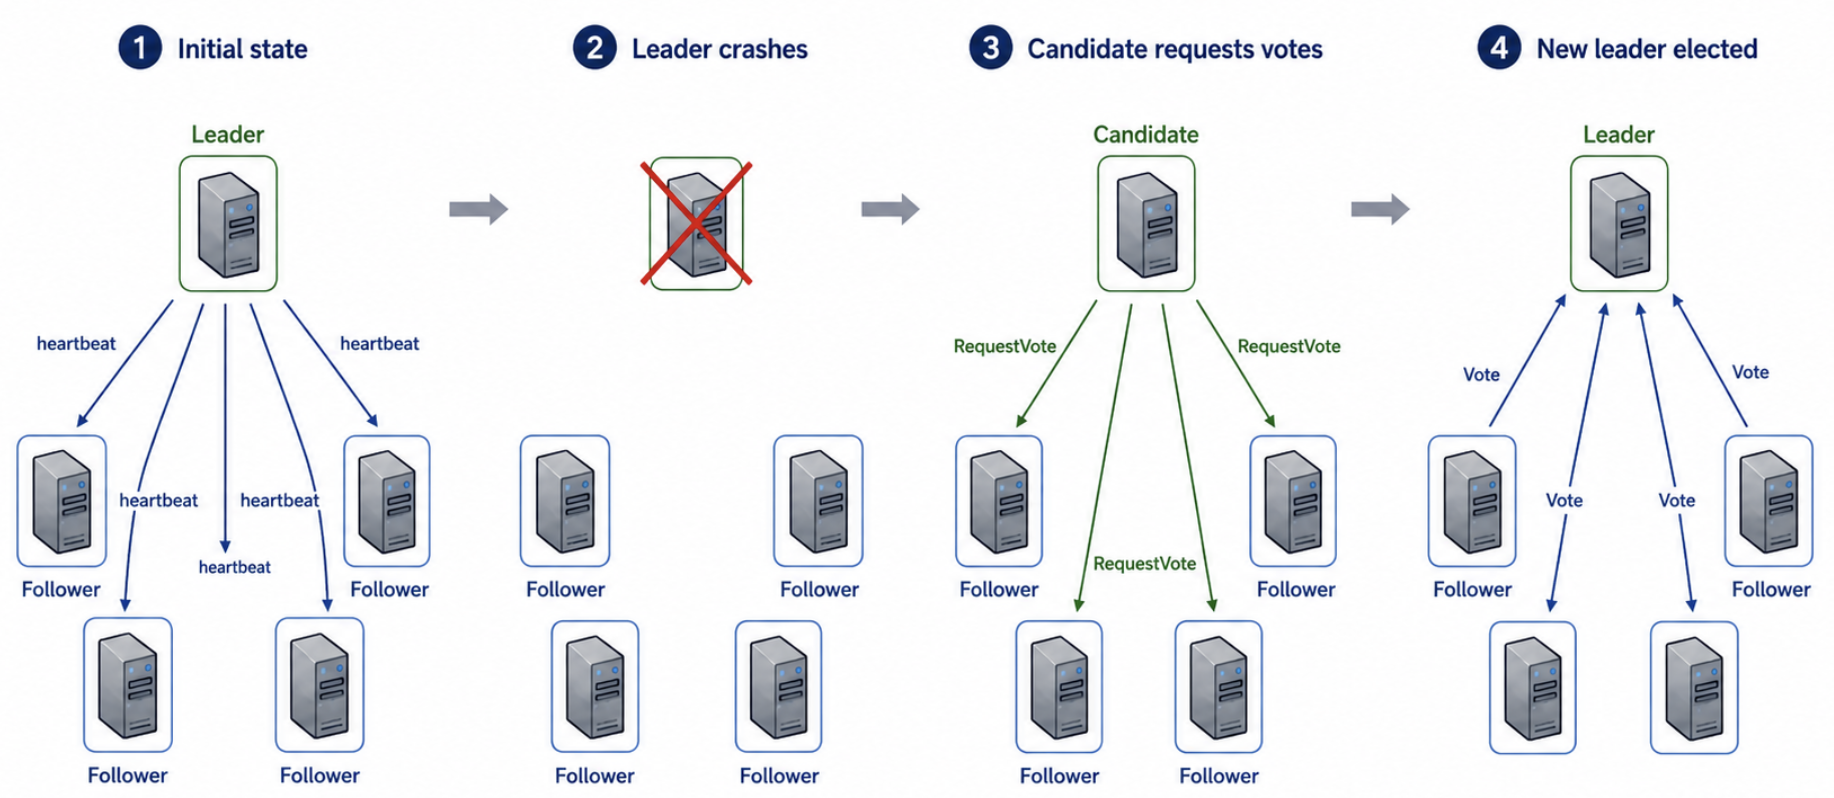 1 Initial state
2 Leader crashes
3 Candidate requests votes
4 New leader elected
Leader
heartbeat
heartbeat
heartbeat
heartbeat
heartbeat
Follower
Follower
Follower
Follower
Follower
Follower
Follower
Follower
Candidate
RequestVote
RequestVote
RequestVote
Follower
Follower
Follower
Follower
Leader
Vote
Vote
Vote
Vote
Follower
Follower